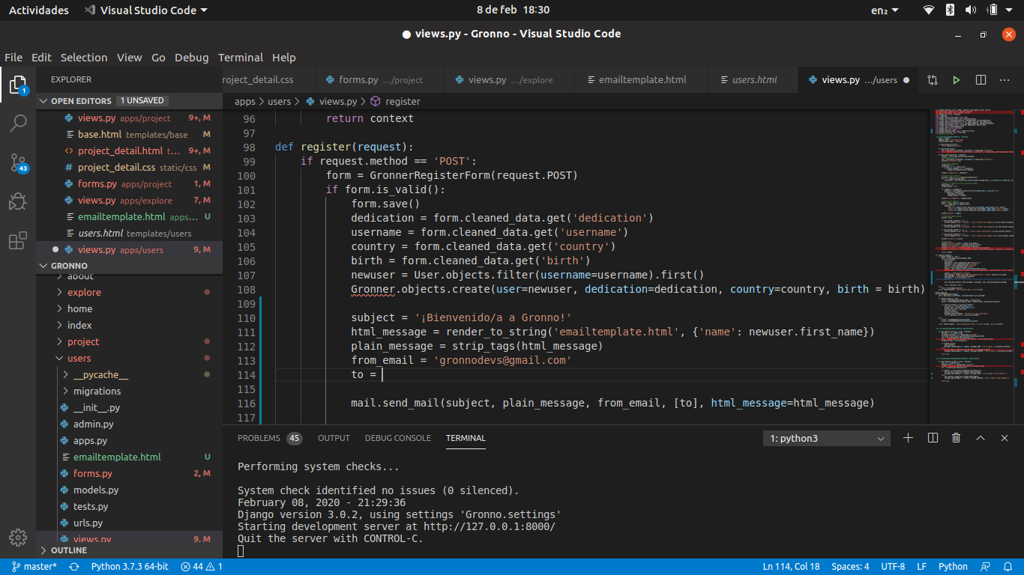 Actividades Visual Studio Code 8 de feb 18:30 en₂
● views.py - Gronno - Visual Studio Code
File Edit Selection View Go Debug Terminal Help
EXPLORER
OPEN EDITORS 1 UNSAVED
views.py apps/project 9+, M
base.html templates/base M
project_detail.html t... 9+, M
project_detail.css static/css M
forms.py apps/project 1, M
views.py apps/explore 7, M
emailtemplate.html apps... U
users.html templates/users
views.py apps/users 9, M
GRONNO
about
explore
home
index
project
users
__pycache__
migrations
__init__.py
admin.py
apps.py
emailtemplate.html U
forms.py 2, M
models.py
tests.py
urls.py
views.py 9, M
OUTLINE
1
43
roject_detail.css forms.py .../project views.py .../explore emailtemplate.html users.html views.py .../users
apps > users > views.py > register
96 return context
97
98 def register(request):
99 if request.method == 'POST':
100 form = GronnerRegisterForm(request.POST)
101 if form.is_valid():
102 form.save()
103 dedication = form.cleaned_data.get('dedication')
104 username = form.cleaned_data.get('username')
105 country = form.cleaned_data.get('country')
106 birth = form.cleaned_data.get('birth')
107 newuser = User.objects.filter(username=username).first()
108 Gronner.objects.create(user=newuser, dedication=dedication, country=country, birth = birth)
109
110 subject = '¡Bienvenido/a a Gronno!'
111 html_message = render_to_string('emailtemplate.html', {'name': newuser.first_name})
112 plain_message = strip_tags(html_message)
113 from_email = 'gronnodevs@gmail.com'
114 to =
115
116 mail.send_mail(subject, plain_message, from_email, [to], html_message=html_message)
117
PROBLEMS 45 OUTPUT DEBUG CONSOLE TERMINAL 1: python3
Performing system checks...
System check identified no issues (0 silenced).
February 08, 2020 - 21:29:36
Django version 3.0.2, using settings 'Gronno.settings'
Starting development server at http://127.0.0.1:8000/
Quit the server with CONTROL-C.
master* Python 3.7.3 64-bit 44 1 Ln 114, Col 18 Spaces: 4 UTF-8 LF Python